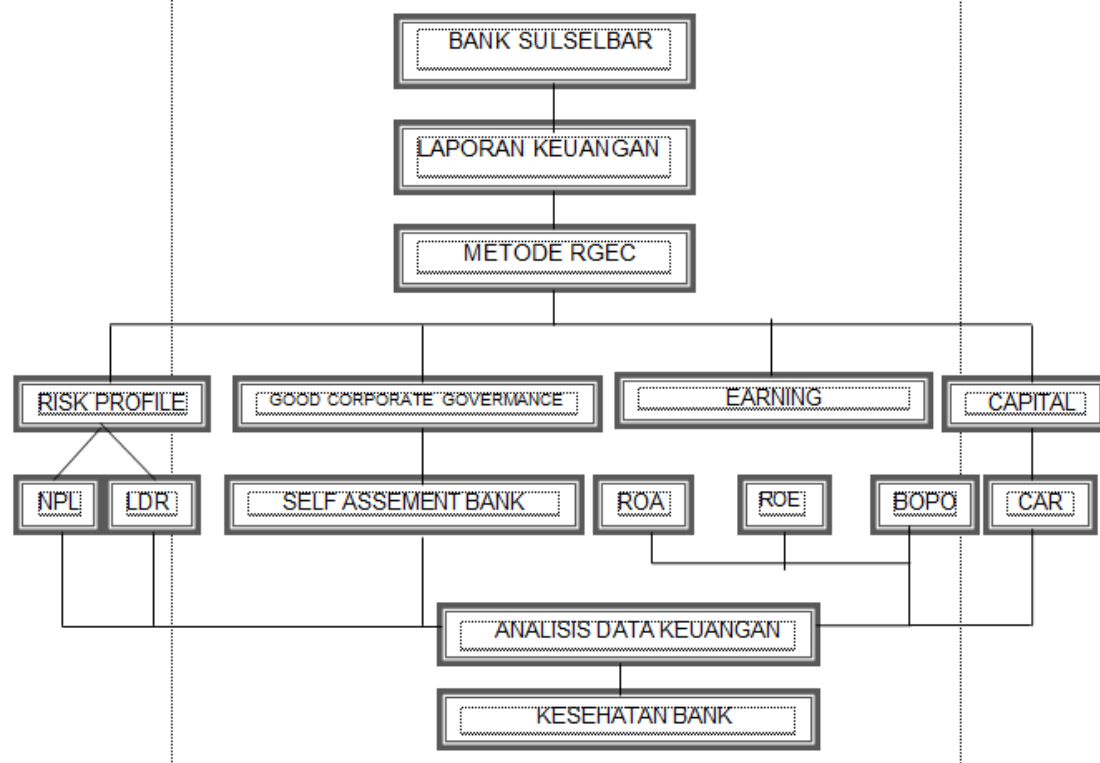 BANK SULSELBAR
LAPORAN KEUANGAN
METODE RGEC
RISK PROFILE
GOOD CORPORATE GOVERMANCE
EARNING
CAPITAL
NPL
LDR
SELF ASSEMENT BANK
ROA
ROE
BOPO
CAR
ANALISIS DATA KEUANGAN
KESEHATAN BANK